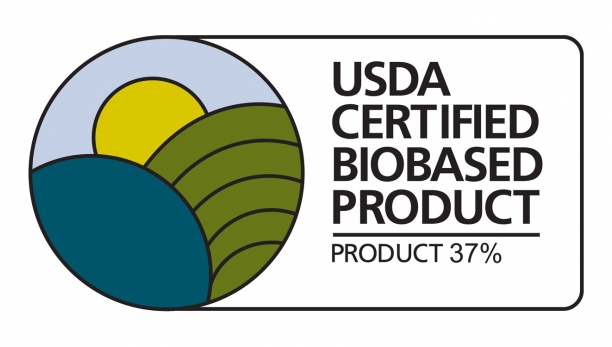 USDA
CERTIFIED
BIOBASED
PRODUCT
PRODUCT 37%